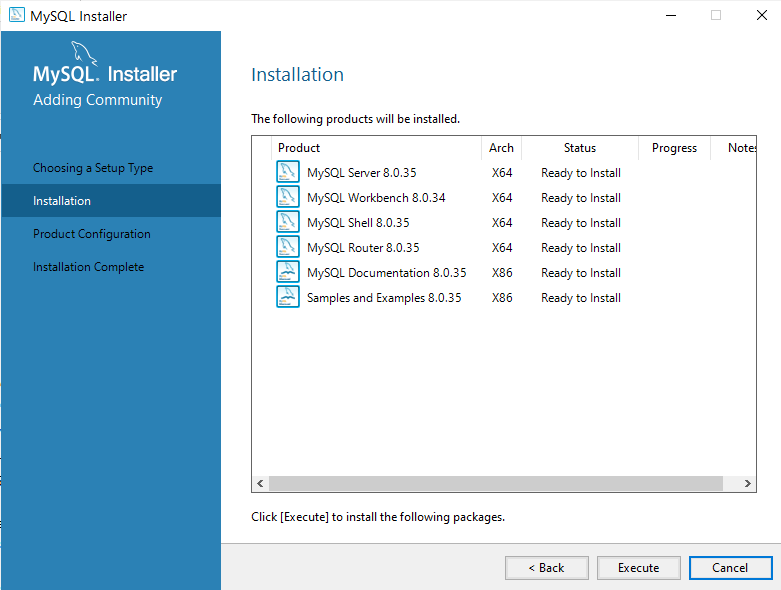 MySQL Installer
MySQL. Installer
Adding Community
Choosing a Setup Type
Installation
Product Configuration
Installation Complete
Installation
The following products will be installed.
Product Arch Status Progress Notes
MySQL Server 8.0.35 X64 Ready to Install
MySQL Workbench 8.0.34 X64 Ready to Install
MySQL Shell 8.0.35 X64 Ready to Install
MySQL Router 8.0.35 X64 Ready to Install
MySQL Documentation 8.0.35 X86 Ready to Install
Samples and Examples 8.0.35 X86 Ready to Install
Click [Execute] to install the following packages.
< Back Execute Cancel